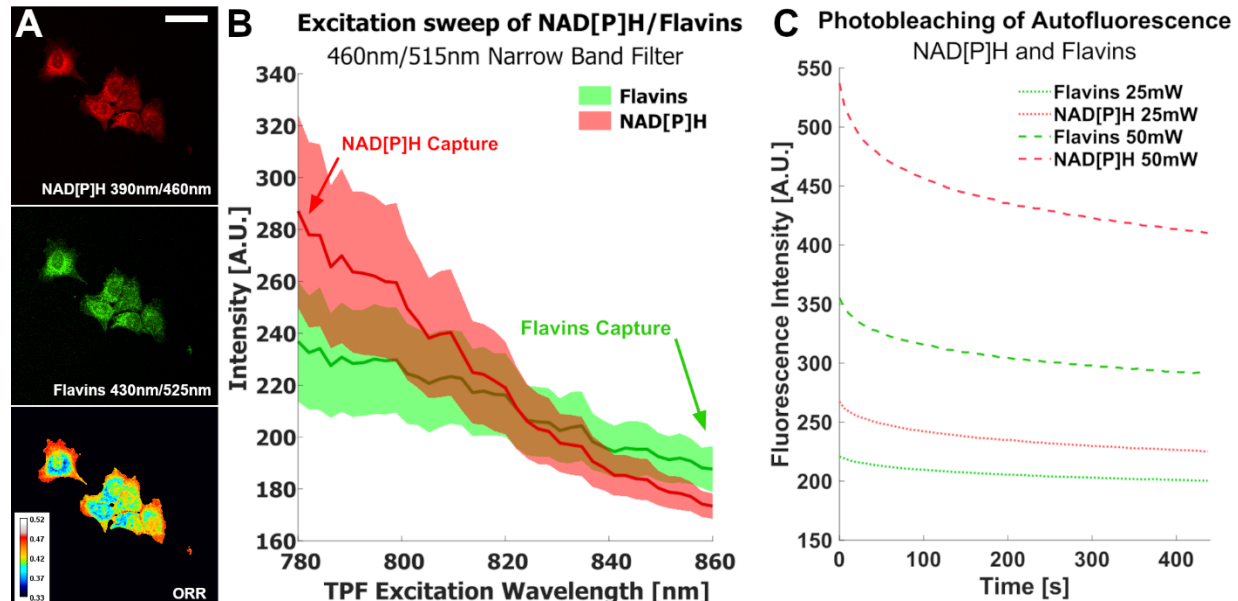 A
NAD[P]H 390nm/460nm
Flavins 430nm/525nm
0.52
0.47
0.42
0.37
0.33
ORR
B
Excitation sweep of NAD[P]H/Flavins
460nm/515nm Narrow Band Filter
Intensity [A.U.]
340
320
300
280
260
240
220
200
180
160
Flavins
NAD[P]H
NAD[P]H Capture
Flavins Capture
780
800
820
840
860
TPF Excitation Wavelength [nm]
C
Photobleaching of Autofluorescence
NAD[P]H and Flavins
Fluorescence Intensity [A.U.]
550
500
450
400
350
300
250
200
150
Flavins 25mW
NAD[P]H 25mW
Flavins 50mW
NAD[P]H 50mW
0
100
200
300
400
Time [s]